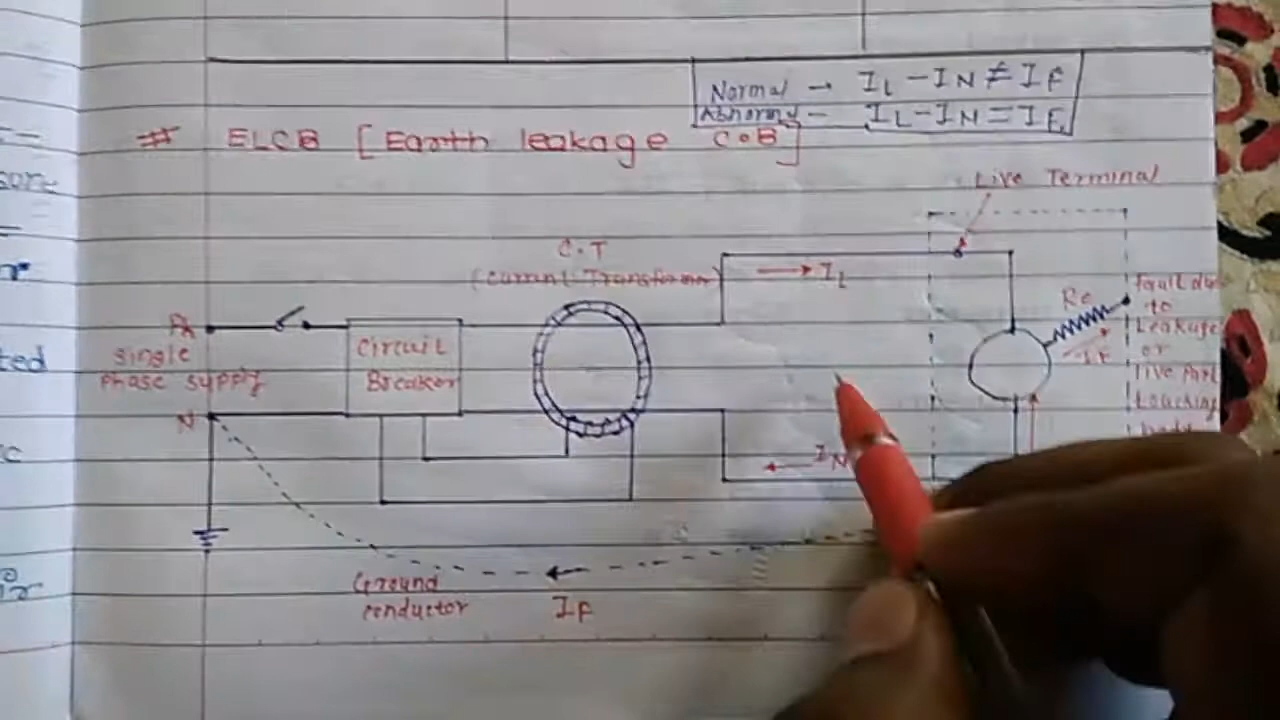 Normal → IL - IN ≠ IF
Abnormal - IL - IN = IF
# ELCB [Earth leakage C.B]
Live Terminal
C.T
(Current Transformer)
IL
Re
Fault due
to
Leakage
or
live Part
touching
body
IF
Ph
Single
Phase supply
Circuit
Breaker
N
IN
Ground
conductor
IF